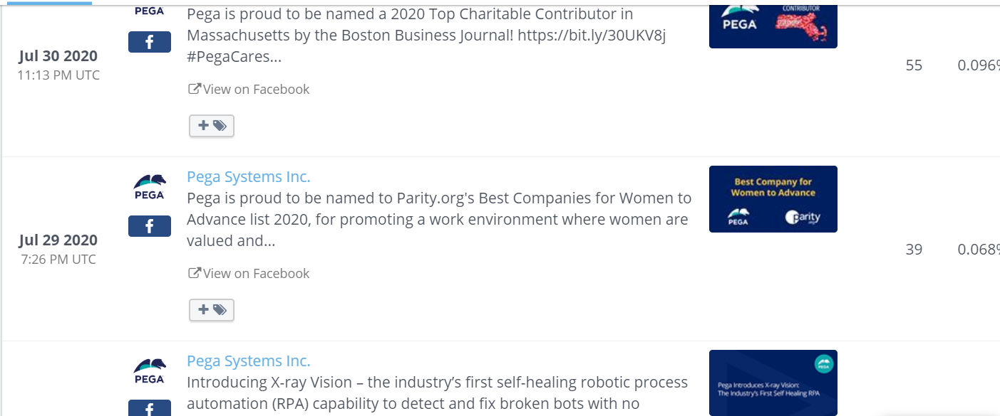 PEGA
Pega is proud to be named a 2020 Top Charitable Contributor in
Massachusetts by the Boston Business Journal! https://bit.ly/30UKV8j
#PegaCares...
Jul 30 2020
11:13 PM UTC
View on Facebook
CONTRIBUTOR
PEGA
55
0.096%
PEGA
Pega Systems Inc.
Pega is proud to be named to Parity.org's Best Companies for Women to
Advance list 2020, for promoting a work environment where women are
valued and...
Jul 29 2020
7:26 PM UTC
View on Facebook
Best Company for
Women to Advance
PEGA
parity
39
0.068%
PEGA
Pega Systems Inc.
Introducing X-ray Vision – the industry’s first self-healing robotic process
automation (RPA) capability to detect and fix broken bots with no
PEGA
Pega Introduces X-ray Vision:
The Industry's First Self Healing RPA